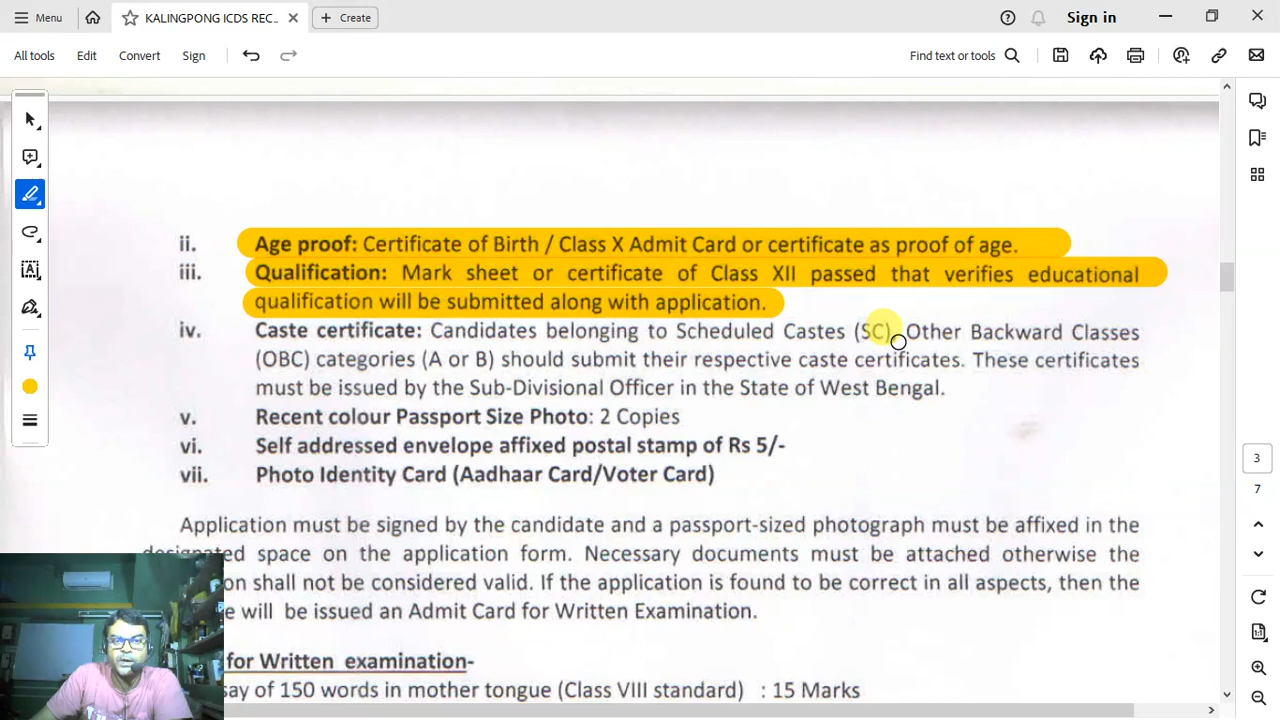 Menu
KALINGPONG ICDS REC...
Create
Sign in
All tools
Edit
Convert
Sign
Find text or tools
ii. Age proof: Certificate of Birth / Class X Admit Card or certificate as proof of age.
iii. Qualification: Mark sheet or certificate of Class XII passed that verifies educational
qualification will be submitted along with application.
iv. Caste certificate: Candidates belonging to Scheduled Castes (SC), Other Backward Classes
(OBC) categories (A or B) should submit their respective caste certificates. These certificates
must be issued by the Sub-Divisional Officer in the State of West Bengal.
v. Recent colour Passport Size Photo: 2 Copies
vi. Self addressed envelope affixed postal stamp of Rs 5/-
vii. Photo Identity Card (Aadhaar Card/Voter Card)
Application must be signed by the candidate and a passport-sized photograph must be affixed in the
space on the application form. Necessary documents must be attached otherwise the
shall not be considered valid. If the application is found to be correct in all aspects, then the
will be issued an Admit Card for Written Examination.
for Written examination-
of 150 words in mother tongue (Class VIII standard) : 15 Marks
3
7